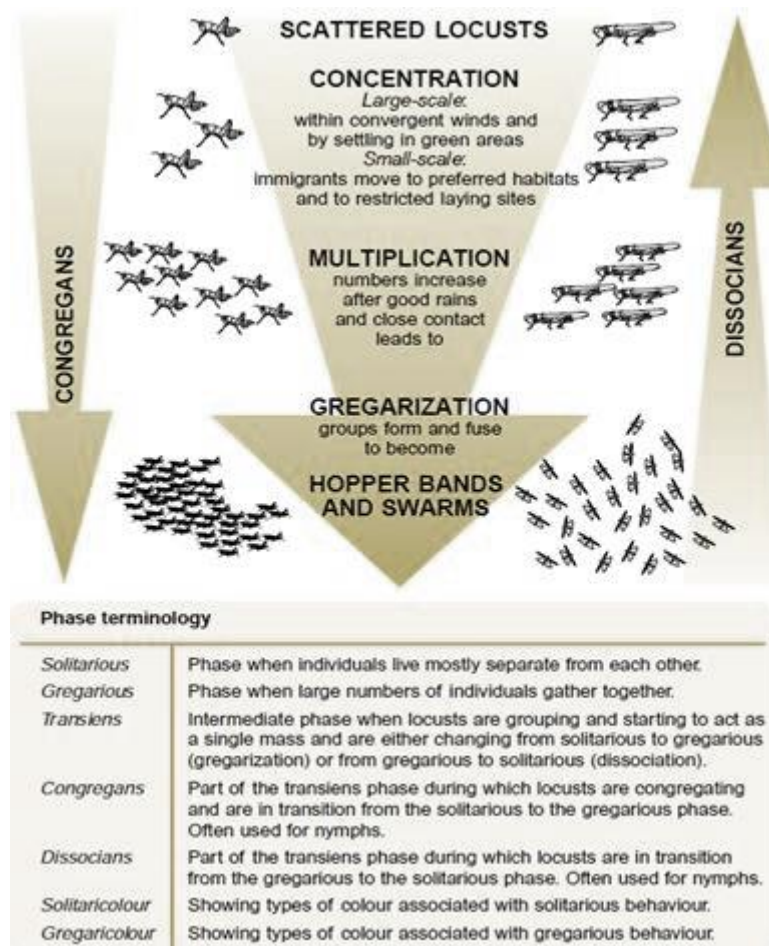 SCATTERED LOCUSTS
CONCENTRATION
Large-scale:
within convergent winds and
by settling in green areas
Small-scale:
immigrants move to preferred habitats
and to restricted laying sites
MULTIPLICATION
numbers increase
after good rains
and close contact
leads to
GREGARIZATION
groups form and fuse
to become
HOPPER BANDS
AND SWARMS
CONGREGANS
DISSOCIANS
Phase terminology
Solitarious Phase when individuals live mostly separate from each other.
Gregarious Phase when large numbers of individuals gather together.
Transiens Intermediate phase when locusts are grouping and starting to act as
a single mass and are either changing from solitarious to gregarious
(gregarization) or from gregarious to solitarious (dissociation).
Congregans Part of the transiens phase during which locusts are congregating
and are in transition from the solitarious to the gregarious phase.
Often used for nymphs.
Dissocians Part of the transiens phase during which locusts are in transition
from the gregarious to the solitarious phase. Often used for nymphs.
Solitaricolour Showing types of colour associated with solitarious behaviour.
Gregaricolour Showing types of colour associated with gregarious behaviour.